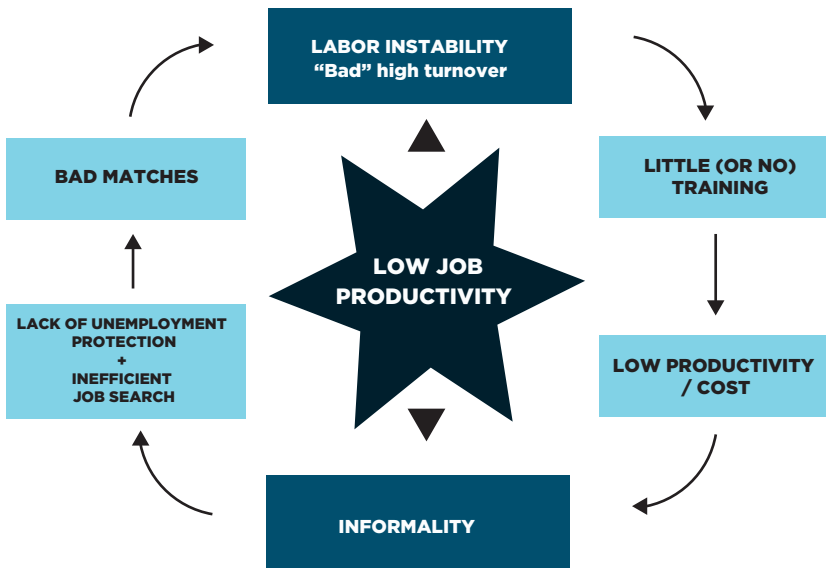 LABOR INSTABILITY
“Bad” high turnover
BAD MATCHES
LITTLE (OR NO)
TRAINING
LOW JOB
PRODUCTIVITY
LACK OF UNEMPLOYMENT
PROTECTION
+
INEFFICIENT
JOB SEARCH
LOW PRODUCTIVITY
/ COST
INFORMALITY